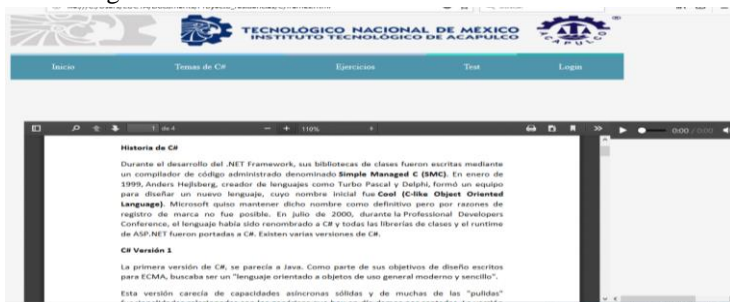 TECNOLÓGICO NACIONAL DE MÉXICO
INSTITUTO TECNOLÓGICO DE ACAPULCO
ACAPULCO
Inicio Temas de C# Ejercicios Test Login
1 de 4 110% 0:00 / 0:00
Historia de C#
Durante el desarrollo del .NET Framework, sus bibliotecas de clases fueron escritas mediante
un compilador de código administrado denominado Simple Managed C (SMC). En enero de
1999, Anders Hejlsberg, creador de lenguajes como Turbo Pascal y Delphi, formó un equipo
para diseñar un nuevo lenguaje, cuyo nombre inicial fue Cool (C-like Object Oriented
Language). Microsoft quiso mantener dicho nombre como definitivo pero por razones de
registro de marca no fue posible. En julio de 2000, durante la Professional Developers
Conference, el lenguaje había sido renombrado a C# y todas las librerías de clases y el runtime
de ASP.NET fueron portadas a C#. Existen varias versiones de C#.
C# Versión 1
La primera versión de C#, se parecía a Java. Como parte de sus objetivos de diseño escritos
para ECMA, buscaba ser un "lenguaje orientado a objetos de uso general moderno y sencillo".
Esta versión carecía de capacidades asíncronas sólidas y de muchas de las "pulidas"